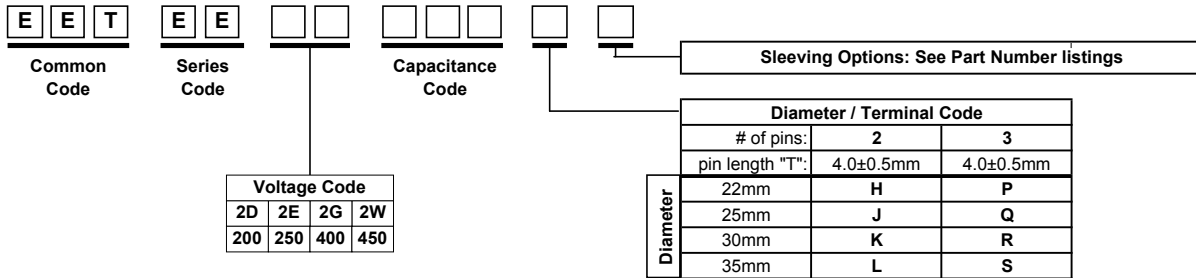 E E T E E
Common Code
Series Code
Capacitance Code
Sleeving Options: See Part Number listings
Diameter / Terminal Code
# of pins: 2 3
pin length "T": 4.0±0.5mm 4.0±0.5mm
Diameter
22mm H P
25mm J Q
30mm K R
35mm L S
Voltage Code
2D 2E 2G 2W
200 250 400 450